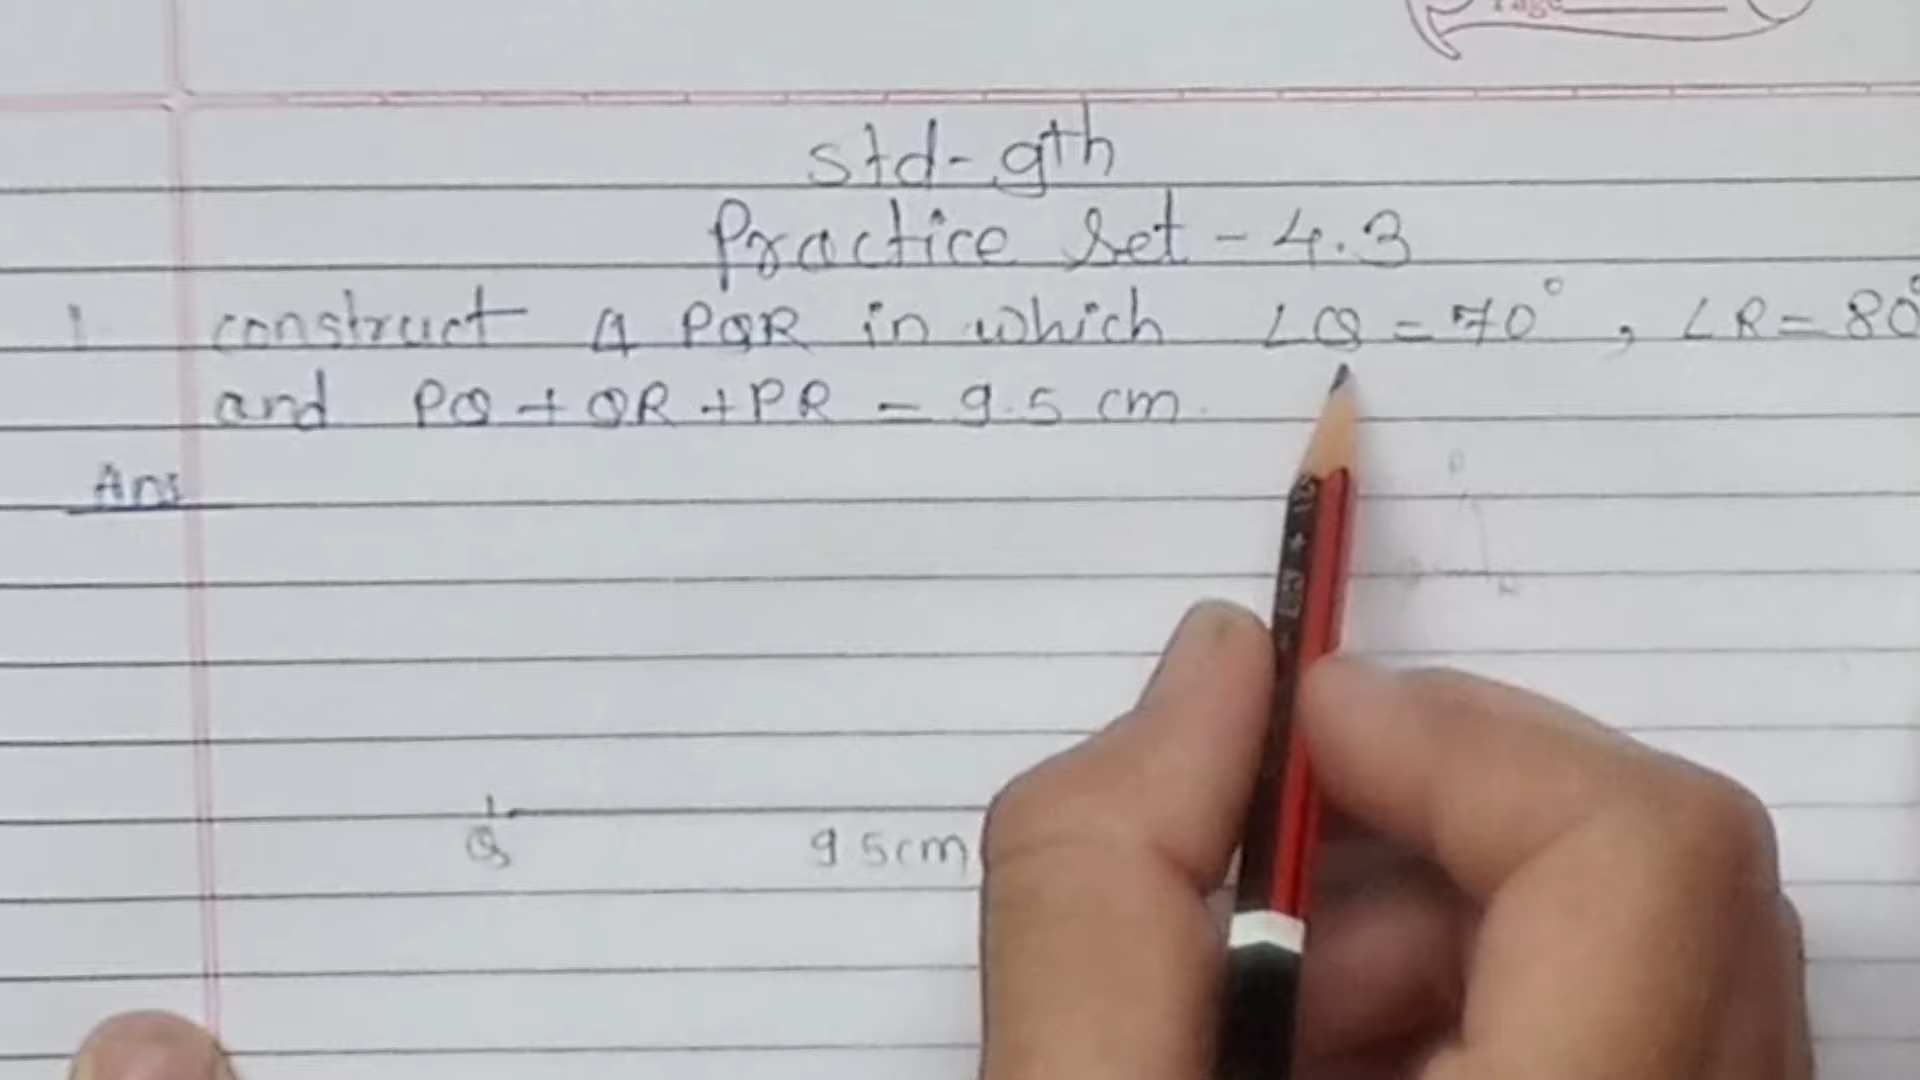 Page
Std-9th
Practice Set - 4.3
1. construct Δ PQR in which ∠Q = 70° , ∠R = 80°
and PQ + QR + PR = 9.5 cm.
Ans
P
R
Q
9.5cm